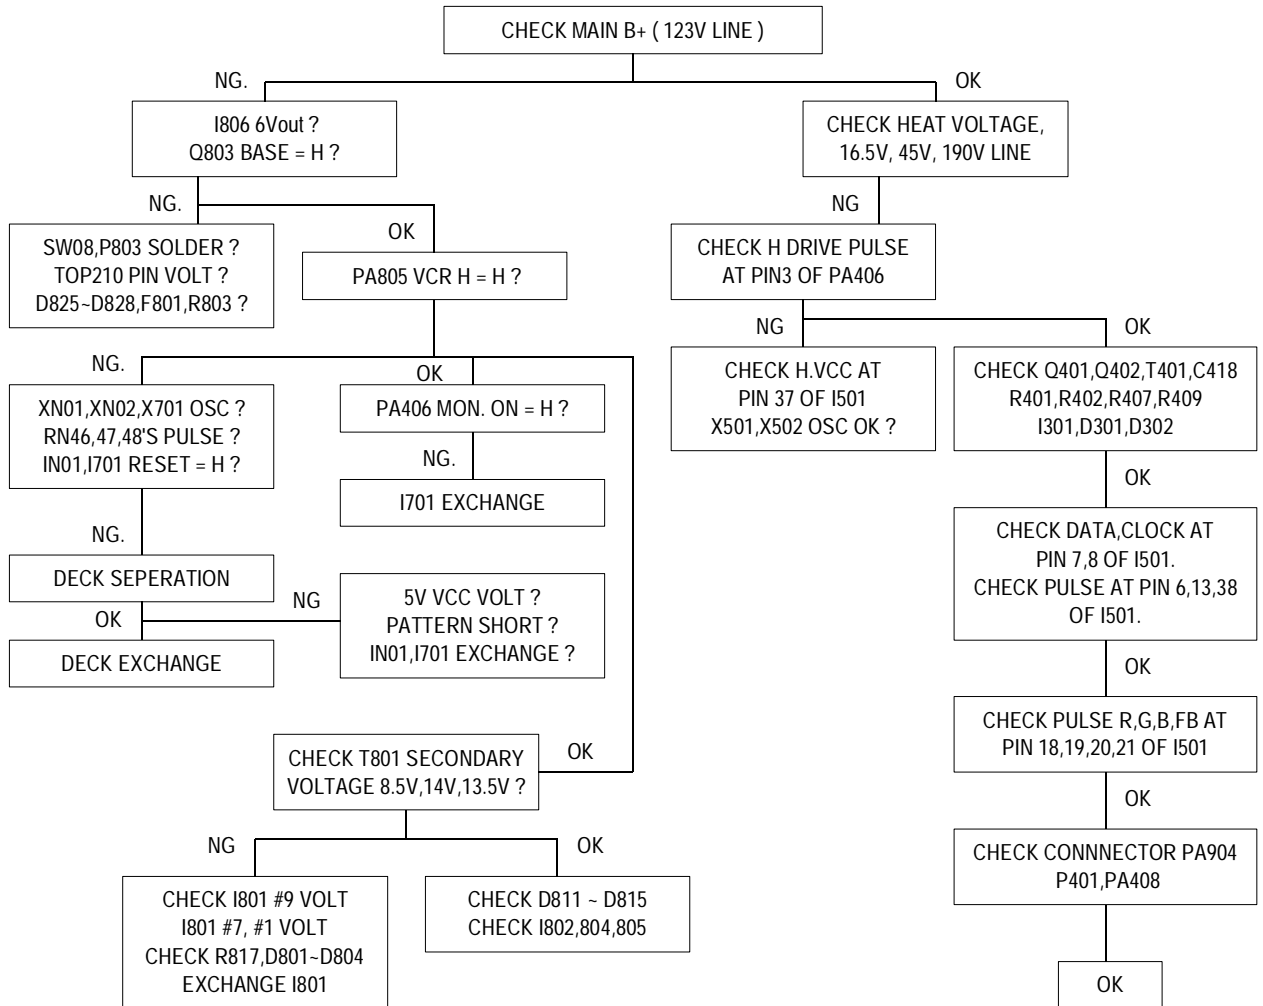 CHECK MAIN B+ ( 123V LINE )
NG.
OK
I806 6Vout ?
Q803 BASE = H ?
CHECK HEAT VOLTAGE,
16.5V, 45V, 190V LINE
NG.
OK
NG
SW08,P803 SOLDER ?
TOP210 PIN VOLT ?
D825~D828,F801,R803 ?
PA805 VCR H = H ?
CHECK H DRIVE PULSE
AT PIN3 OF PA406
NG
OK
NG.
OK
XN01,XN02,X701 OSC ?
RN46,47,48'S PULSE ?
IN01,I701 RESET = H ?
PA406 MON. ON = H ?
CHECK H.VCC AT
PIN 37 OF I501
X501,X502 OSC OK ?
CHECK Q401,Q402,T401,C418
R401,R402,R407,R409
I301,D301,D302
NG.
I701 EXCHANGE
OK
NG.
DECK SEPERATION
CHECK DATA,CLOCK AT
PIN 7,8 OF I501.
CHECK PULSE AT PIN 6,13,38
OF I501.
OK
NG
5V VCC VOLT ?
PATTERN SHORT ?
IN01,I701 EXCHANGE ?
DECK EXCHANGE
OK
CHECK PULSE R,G,B,FB AT
PIN 18,19,20,21 OF I501
CHECK T801 SECONDARY
VOLTAGE 8.5V,14V,13.5V ?
OK
OK
NG
OK
CHECK CONNNECTOR PA904
P401,PA408
CHECK I801 #9 VOLT
I801 #7, #1 VOLT
CHECK R817,D801~D804
EXCHANGE I801
CHECK D811 ~ D815
CHECK I802,804,805
OK